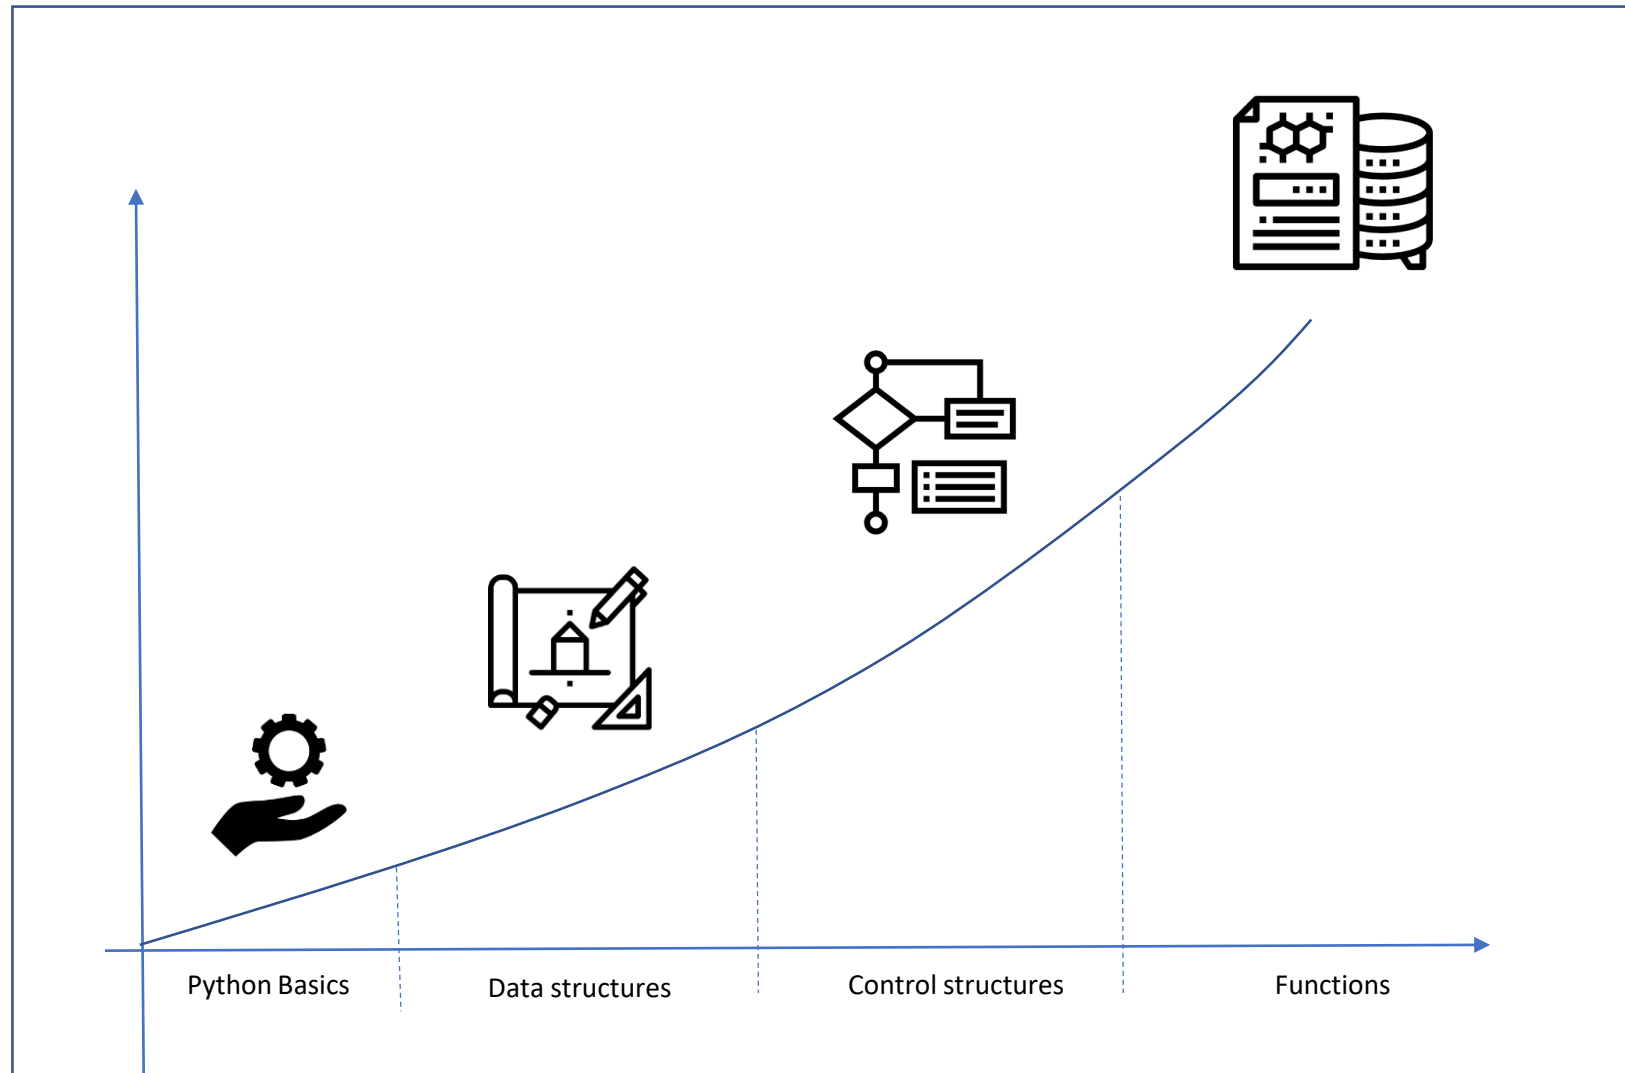 Python Basics
Data structures
Control structures
Functions